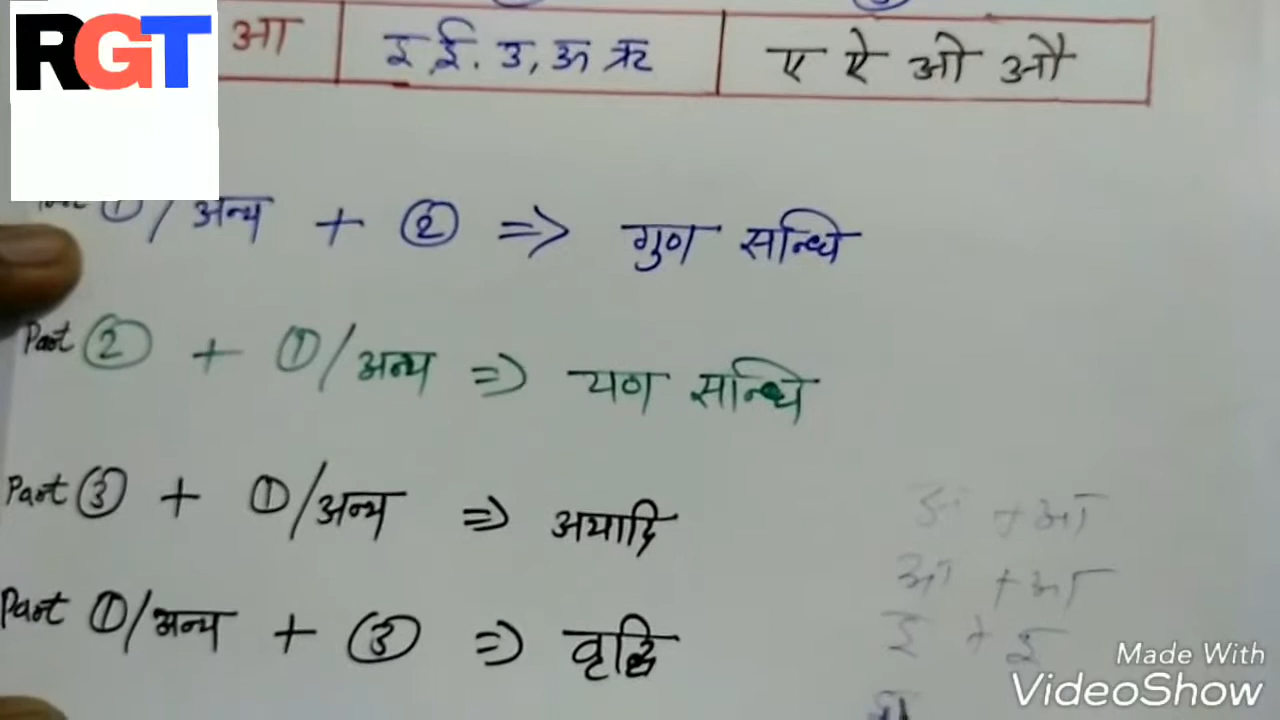 RGT
आ | इ, ई, उ, ऊ ऋ | ए ऐ ओ औ
①/अन्य + ② => गुण सन्धि
Part ② + ①/अन्य => यण सन्धि
Part ③ + ①/अन्य => अयादि
Part ①/अन्य + ③ => वृद्धि
+ आ
आ + आ
इ + इ
Made With
VideoShow